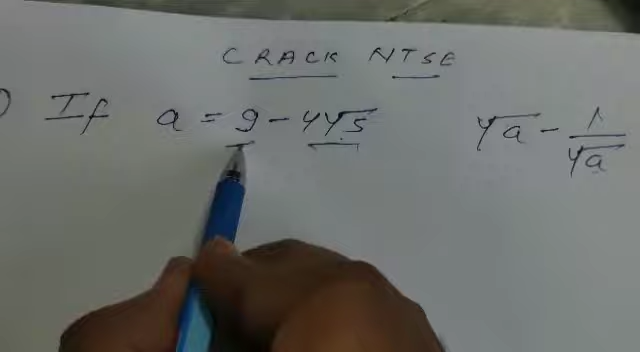 CRACK NTSE
) If a = 9 - 4√5 √a - 1/√a